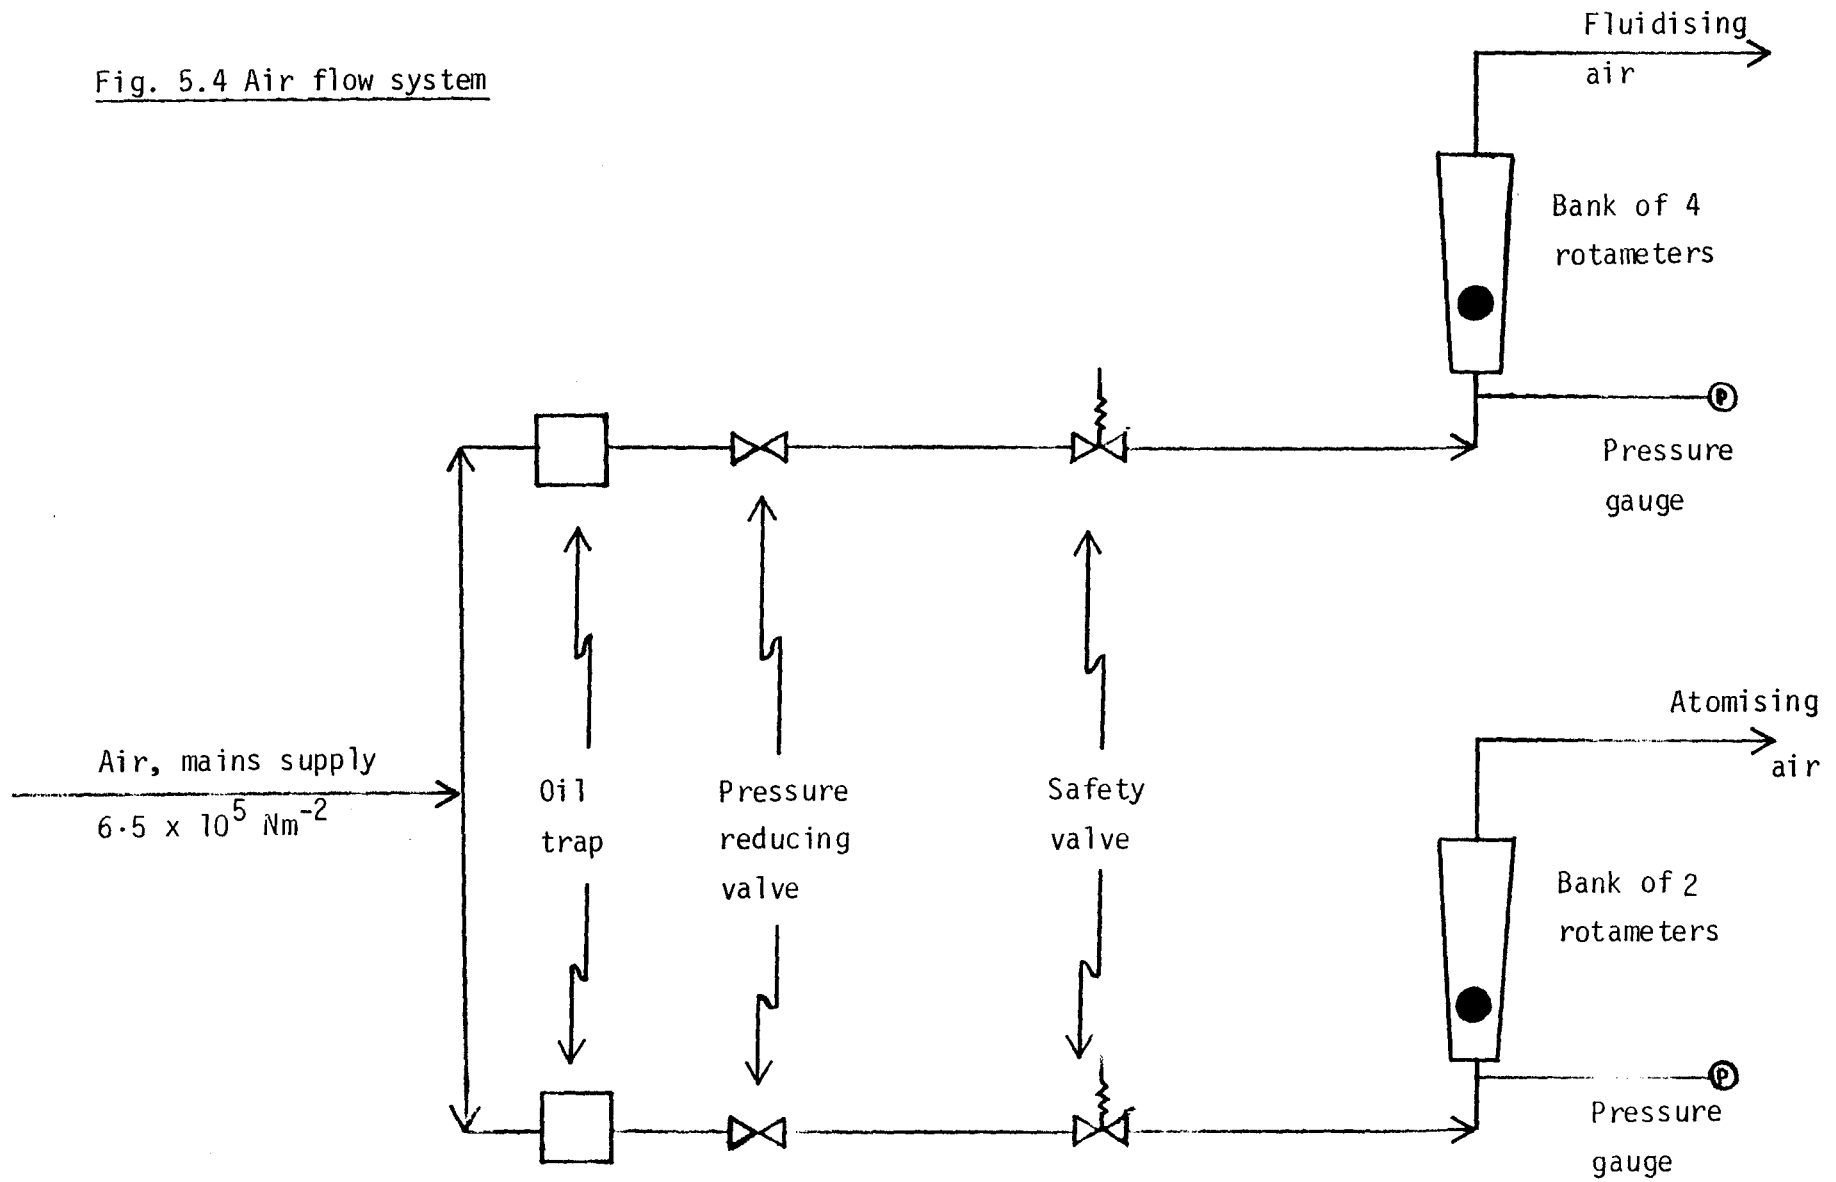 Fig. 5.4 Air flow system
Fluidising
air
Bank of 4
rotameters
P
Pressure
gauge
Air, mains supply
6·5 x 10⁵ Nm⁻²
Oil
trap
Pressure
reducing
valve
Safety
valve
Atomising
air
Bank of 2
rotameters
P
Pressure
gauge